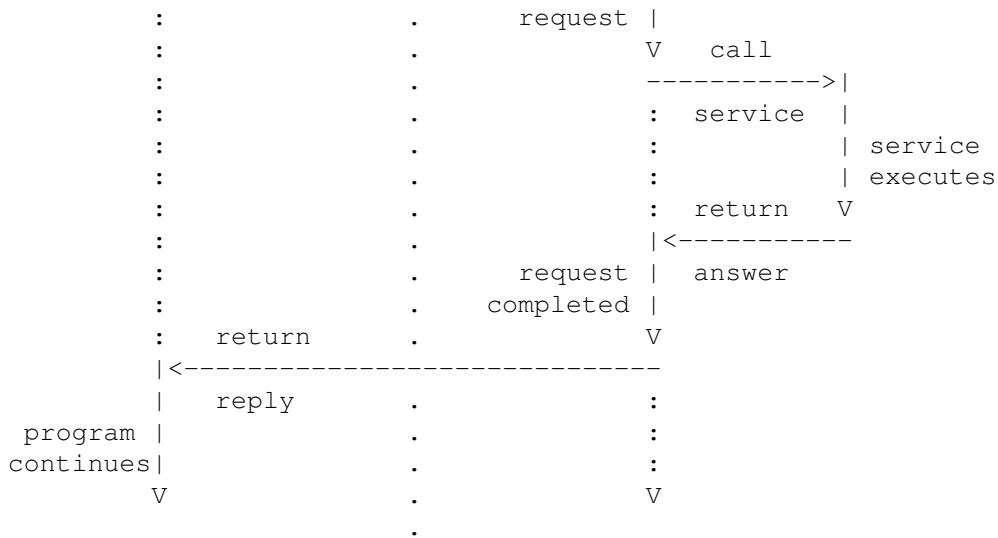 : . request |
: . V call
: . ----------->|
: . : service |
: . : | service
: . : | executes
: . : return V
: . |<-----------
: . request | answer
: . completed |
: return . V
|<------------------------------
| reply . :
program | . :
continues| . :
V . V
.